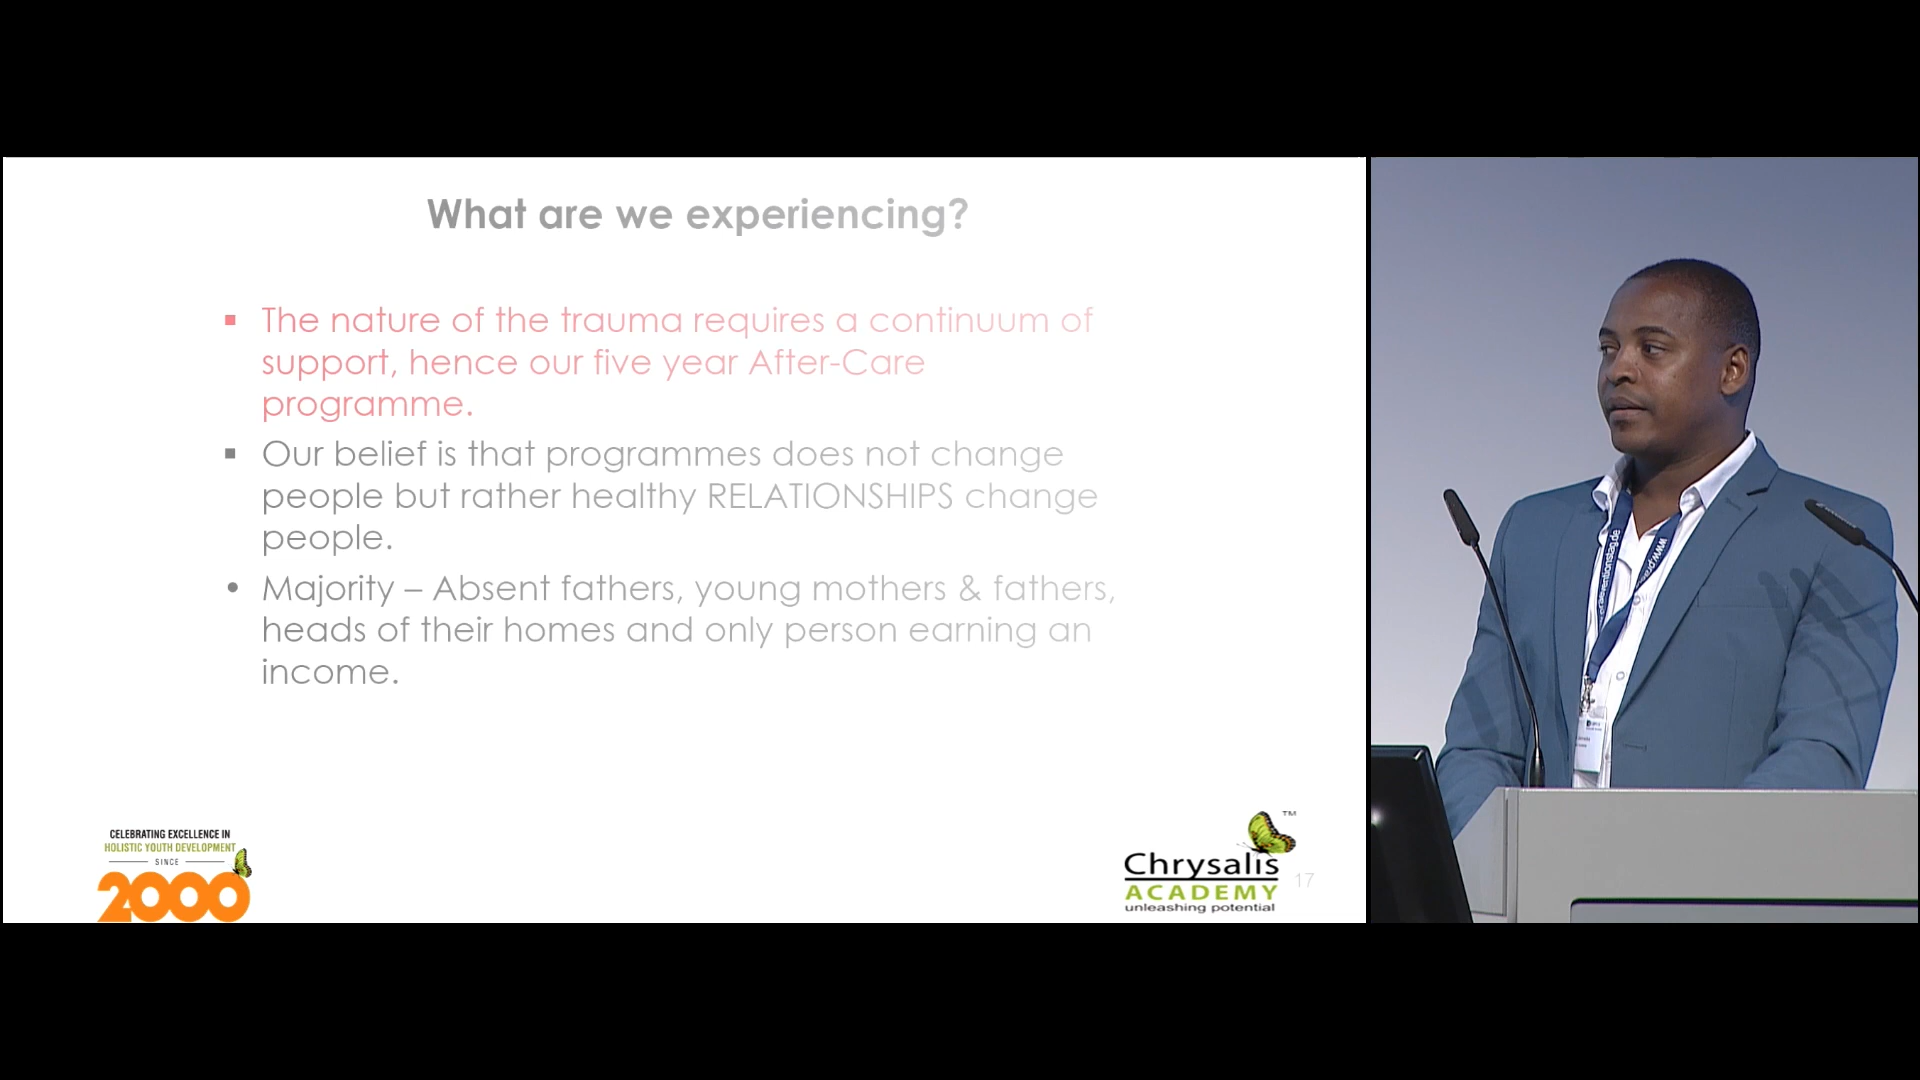 What are we experiencing?
▪ The nature of the trauma requires a continuum of
support, hence our five year After-Care
programme.
▪ Our belief is that programmes does not change
people but rather healthy RELATIONSHIPS change
people.
• Majority – Absent fathers, young mothers & fathers,
heads of their homes and only person earning an
income.
CELEBRATING EXCELLENCE IN
HOLISTIC YOUTH DEVELOPMENT
SINCE
2000
Chrysalis ™
ACADEMY
unleashing potential
17